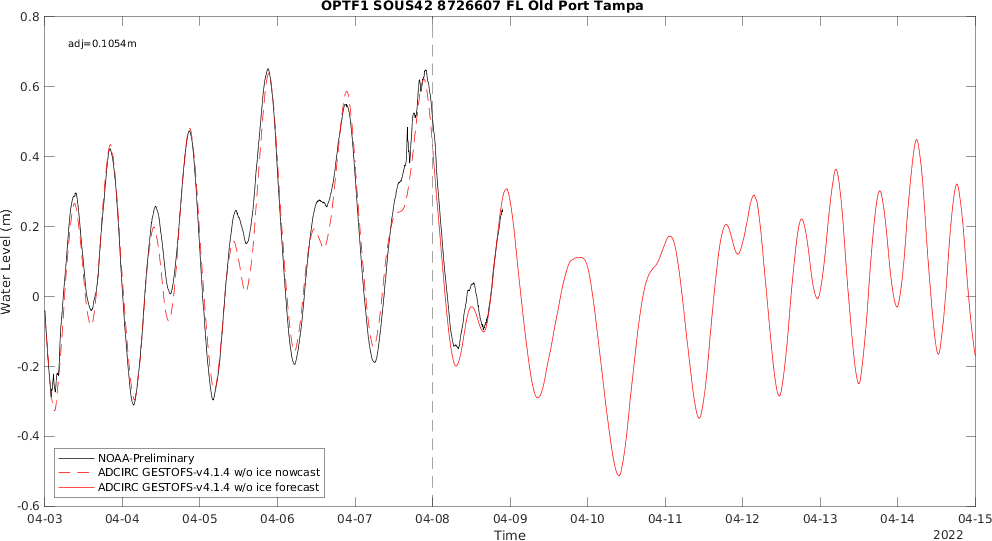 OPTF1 SOUS42 8726607 FL Old Port Tampa
adj=0.1054m
0.8
0.6
0.4
0.2
0
-0.2
-0.4
-0.6
Water Level (m)
NOAA-Preliminary
ADCIRC GESTOFS-v4.1.4 w/o ice nowcast
ADCIRC GESTOFS-v4.1.4 w/o ice forecast
04-03 04-04 04-05 04-06 04-07 04-08 04-09 04-10 04-11 04-12 04-13 04-14 04-15
Time
2022